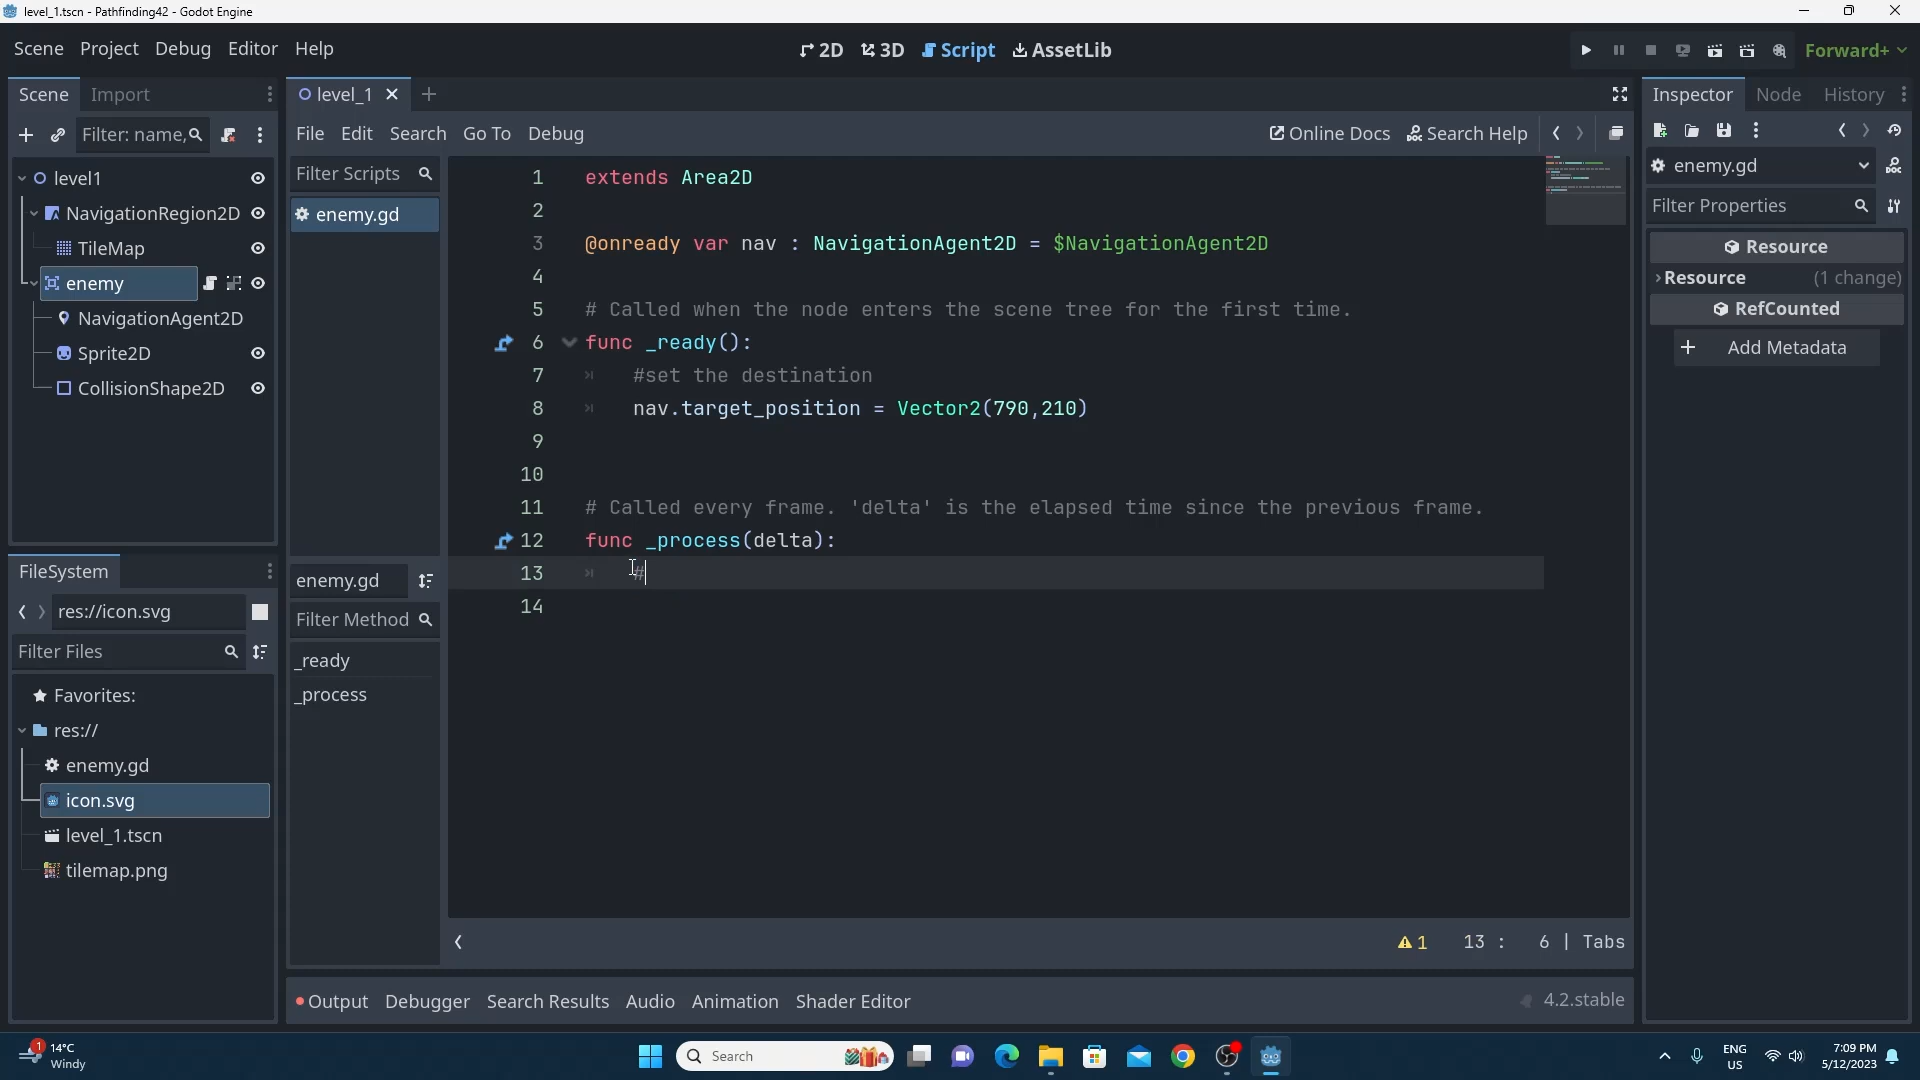 level_1.tscn - Pathfinding42 - Godot Engine
Scene Project Debug Editor Help
2D 3D Script AssetLib
Forward+
Scene Import
level_1
Inspector Node History
Filter: name,
File Edit Search Go To Debug
Online Docs Search Help
level1
NavigationRegion2D
TileMap
enemy
NavigationAgent2D
Sprite2D
CollisionShape2D
Filter Scripts
enemy.gd
1 extends Area2D
2
3 @onready var nav : NavigationAgent2D = $NavigationAgent2D
4
5 # Called when the node enters the scene tree for the first time.
6 func _ready():
7 #set the destination
8 nav.target_position = Vector2(790,210)
9
10
11 # Called every frame. 'delta' is the elapsed time since the previous frame.
12 func _process(delta):
13 #
14
enemy.gd
Filter Properties
Resource
Resource (1 change)
RefCounted
Add Metadata
FileSystem
res://icon.svg
Filter Files
Favorites:
res://
enemy.gd
icon.svg
level_1.tscn
tilemap.png
enemy.gd
Filter Method
_ready
_process
1 13 : 6 | Tabs
Output Debugger Search Results Audio Animation Shader Editor
4.2.stable
1
14°C
Windy
Search
ENG
US
7:09 PM
5/12/2023